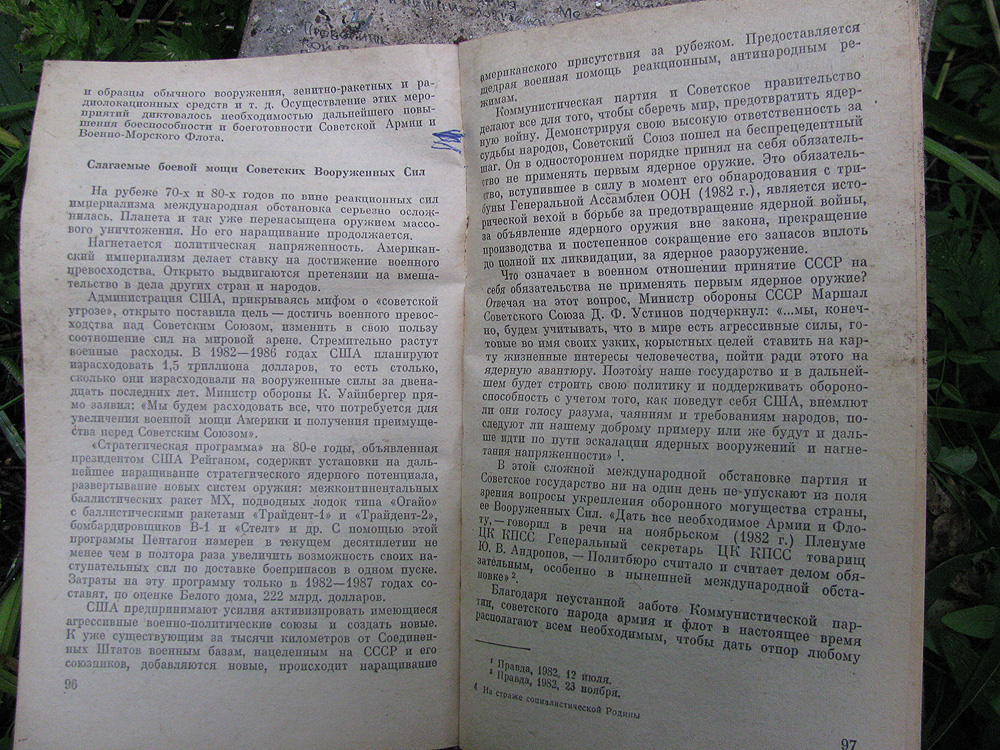 и образцы обычного вооружения, зенитно-ракетных и ра-
диолокационных средств и т. д. Осуществление этих меро-
приятий диктовалось необходимостью дальнейшего повы-
шения боеспособности и боеготовности Советской Армии и
Военно-Морского Флота.
Слагаемые боевой мощи Советских Вооруженных Сил
На рубеже 70-х и 80-х годов по вине реакционных сил
империализма международная обстановка серьезно ослож-
нилась. Планета и так уже перенасыщена оружием массо-
вого уничтожения. Но его наращивание продолжается.
Нагнетается политическая напряженность. Американ-
ский империализм делает ставку на достижение военного
превосходства. Открыто выдвигаются претензии на вмеша-
тельство в дела других стран и народов.
Администрация США, прикрываясь мифом о «советской
угрозе», открыто поставила цель — достичь военного превос-
ходства над Советским Союзом, изменить в свою пользу
соотношение сил на мировой арене. Стремительно растут
военные расходы. В 1982—1986 годах США планируют
израсходовать 1,5 триллиона долларов, то есть столько,
сколько они израсходовали на вооруженные силы за двена-
дцать последних лет. Министр обороны К. Уайнбергер пря-
мо заявил: «Мы будем расходовать все, что потребуется для
увеличения военной мощи Америки и получения преимуще-
ства перед Советским Союзом».
«Стратегическая программа» на 80-е годы, объявленная
президентом США Рейганом, содержит установки на даль-
нейшее наращивание стратегического ядерного потенциала,
развертывание новых систем оружия: межконтинентальных
баллистических ракет МХ, подводных лодок типа «Огайо»
с баллистическими ракетами «Трайдент-1» и «Трайдент-2»,
бомбардировщиков В-1 и «Стелт» и др. С помощью этой
программы Пентагон намерен в текущем десятилетии не
менее чем в полтора раза увеличить возможность своих на-
ступательных сил по доставке боеприпасов в одном пуске.
Затраты на эту программу только в 1982—1987 годах со-
ставят, по оценке Белого дома, 222 млрд. долларов.
США предпринимают усилия активизировать имеющиеся
агрессивные военно-политические союзы и создать новые.
К уже существующим за тысячи километров от Соединен-
ных Штатов военным базам, нацеленным на СССР и его
союзников, добавляются новые, происходит наращивание
96
американского присутствия за рубежом. Предоставляется
щедрая военная помощь реакционным, антинародным ре-
жимам.
Коммунистическая партия и Советское правительство
делают все для того, чтобы сберечь мир, предотвратить ядер-
ную войну. Демонстрируя свою высокую ответственность за
судьбы народов, Советский Союз пошел на беспрецедентный
шаг. Он в одностороннем порядке принял на себя обязатель-
ство не применять первым ядерное оружие. Это обязатель-
ство, вступившее в силу в момент его обнародования с три-
буны Генеральной Ассамблеи ООН (1982 г.), является исто-
рической вехой в борьбе за предотвращение ядерной войны,
за объявление ядерного оружия вне закона, прекращение
производства и постепенное сокращение его запасов вплоть
до полной их ликвидации, за ядерное разоружение.
Что означает в военном отношении принятие СССР на
себя обязательства не применять первым ядерное оружие?
Отвечая на этот вопрос, Министр обороны СССР Маршал
Советского Союза Д. Ф. Устинов подчеркнул: «...мы, конеч-
но, будем учитывать, что в мире есть агрессивные силы, го-
товые во имя своих узких, корыстных целей ставить на кар-
ту жизненные интересы человечества, пойти ради этого на
ядерную авантюру. Поэтому наше государство и в дальней-
шем будет строить свою политику и поддерживать обороно-
способность с учетом того, как поведут себя США, внемлют
ли они голосу разума, чаяниям и требованиям народов, по-
следуют ли нашему доброму примеру или же будут и даль-
ше идти по пути эскалации ядерных вооружений и нагне-
тания напряженности» ¹.
В этой сложной международной обстановке партия и
Советское государство ни на один день не упускают из поля
зрения вопросы укрепления оборонного могущества страны,
ее Вооруженных Сил. «Дать все необходимое Армии и Фло-
ту, — говорил в речи на ноябрьском (1982 г.) Пленуме
ЦК КПСС Генеральный секретарь ЦК КПСС товарищ
Ю. В. Андропов, — Политбюро считало и считает делом обя-
зательным, особенно в нынешней международной обста-
новке» ².
Благодаря неустанной заботе Коммунистической пар-
тии, советского народа армия и флот в настоящее время
располагают всем необходимым, чтобы дать отпор любому
¹ Правда, 1982, 12 июля.
² Правда, 1982, 23 ноября.
4 На страже социалистической Родины
97